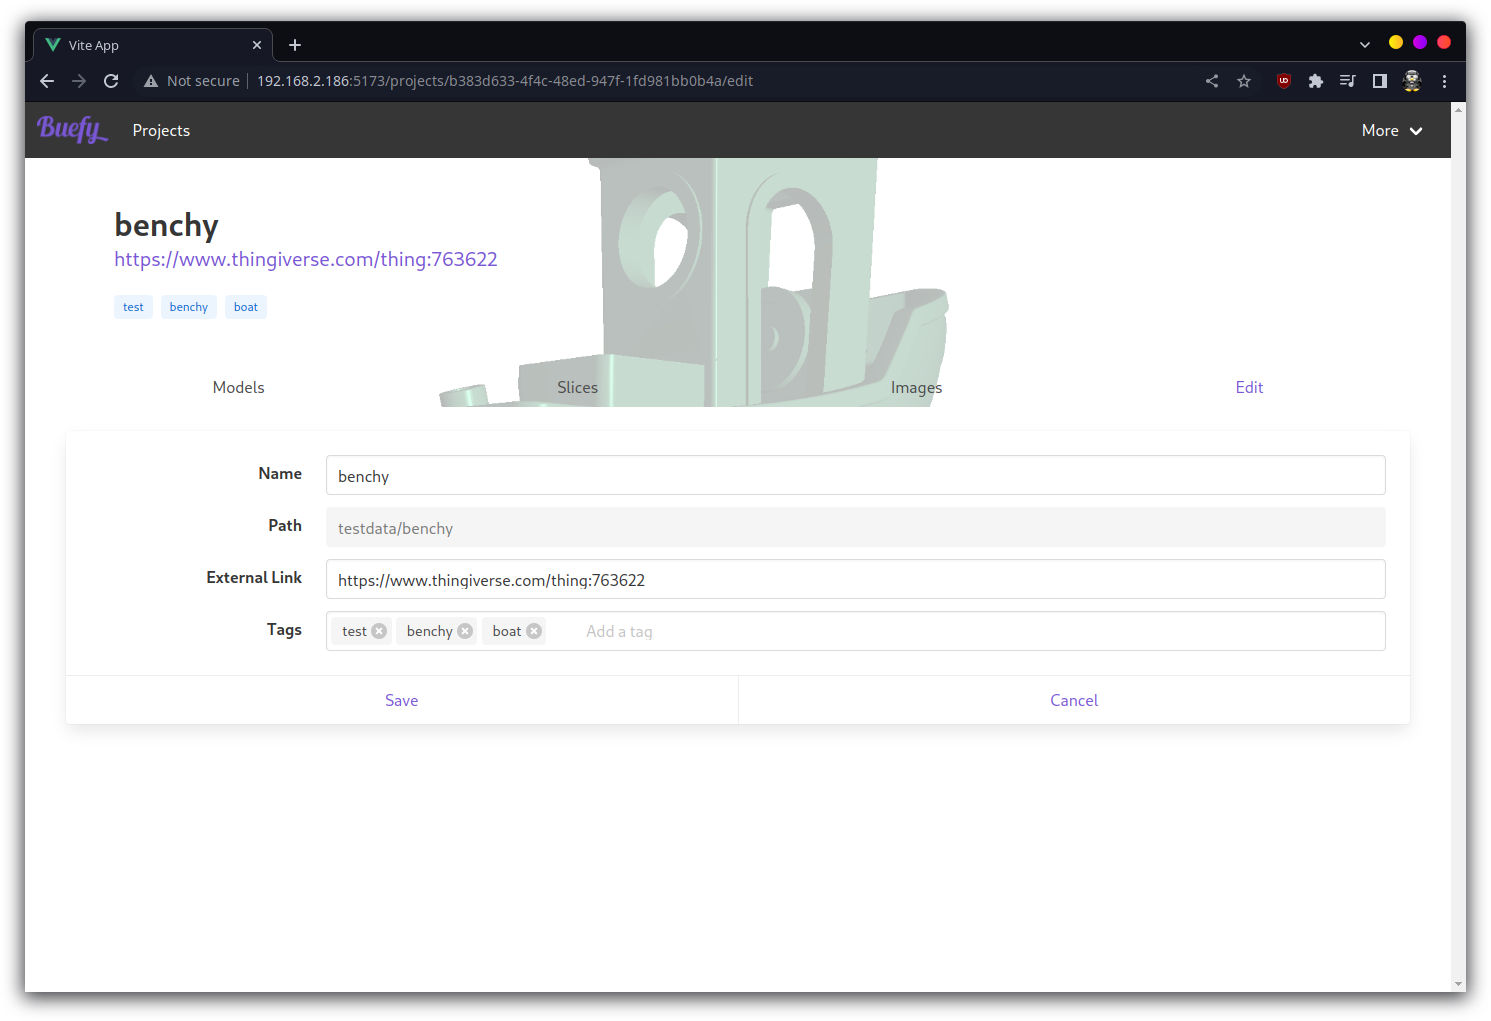 Vite App
Not secure 192.168.2.186:5173/projects/b383d633-4f4c-48ed-947f-1fd981bb0b4a/edit
Buefy Projects More
benchy
https://www.thingiverse.com/thing:763622
test benchy boat
Models Slices Images Edit
Name benchy
Path testdata/benchy
External Link https://www.thingiverse.com/thing:763622
Tags test benchy boat Add a tag
Save Cancel